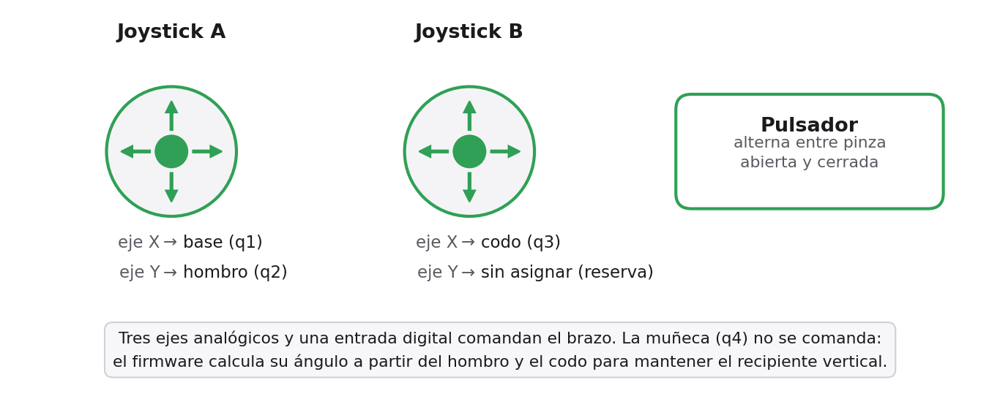 Joystick A
Joystick B
Pulsador
alterna entre pinza
abierta y cerrada
eje X → base (q1)
eje Y → hombro (q2)
eje X → codo (q3)
eje Y → sin asignar (reserva)
Tres ejes analógicos y una entrada digital comandan el brazo. La muñeca (q4) no se comanda:
el firmware calcula su ángulo a partir del hombro y el codo para mantener el recipiente vertical.